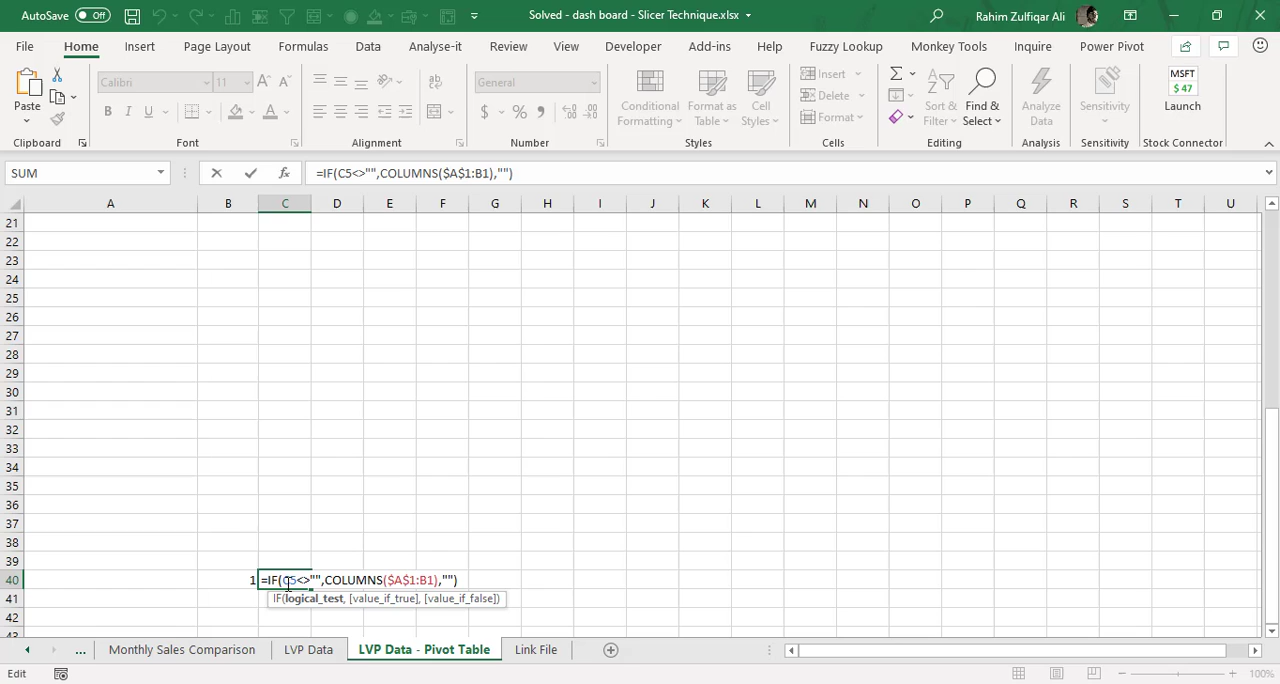 AutoSave Off Solved - dash board - Slicer Technique.xlsx Rahim Zulfiqar Ali
File Home Insert Page Layout Formulas Data Analyse-it Review View Developer Add-ins Help Fuzzy Lookup Monkey Tools Inquire Power Pivot
Paste Calibri 11 General Conditional Formatting Format as Table Cell Styles Insert Delete Format Sort & Filter Find & Select Analyze Data Sensitivity MSFT $ 47 Launch
Clipboard Font Alignment Number Styles Cells Editing Analysis Sensitivity Stock Connector
SUM =IF(C5<>"",COLUMNS($A$1:B1),"")
A B C D E F G H I J K L M N O P Q R S T U
21
22
23
24
25
26
27
28
29
30
31
32
33
34
35
36
37
38
39
40 1 =IF(C5<>"",COLUMNS($A$1:B1),"")
41 IF(logical_test, [value_if_true], [value_if_false])
42
43
... Monthly Sales Comparison LVP Data LVP Data - Pivot Table Link File
Edit 100%